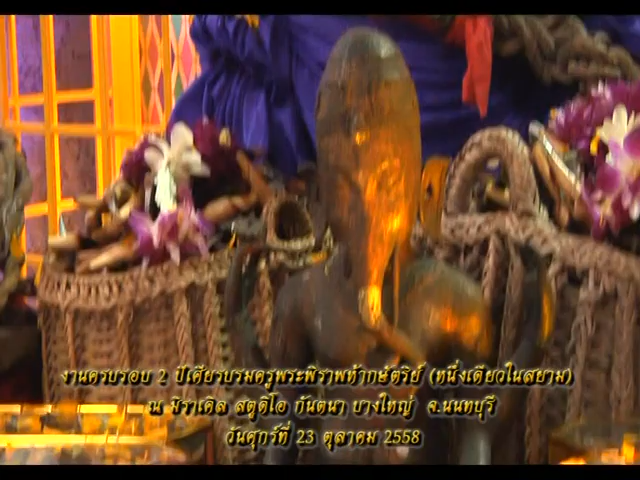 งานครบรอบ 2 ปีเศียรบรมครูพระพิราพห้ากษัตริย์ (หนึ่งเดียวในสยาม)
ณ มิราเคิล สตูดิโอ กันตนา บางใหญ่ จ.นนทบุรี
วันศุกร์ที่ 23 ตุลาคม 2558